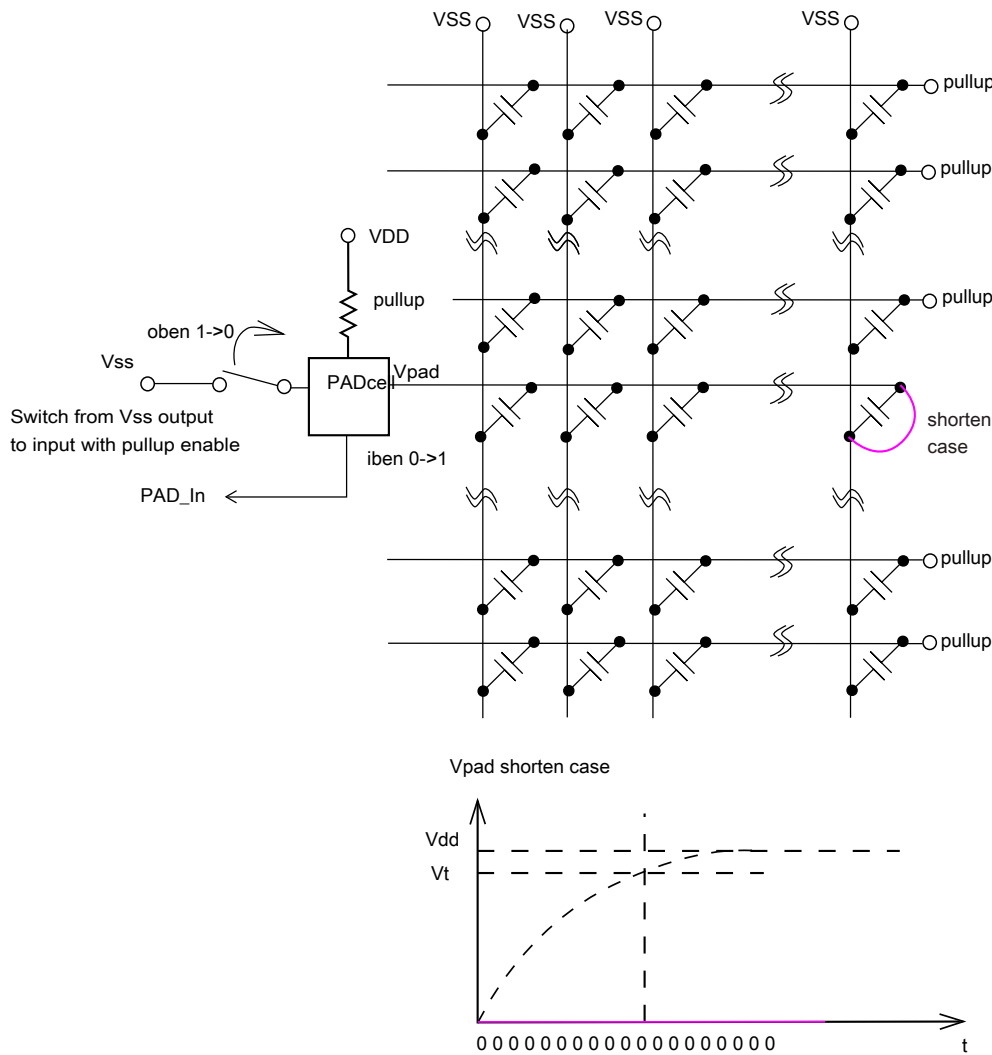 VSS VSS VSS VSS
pullup
pullup
VDD
pullup
pullup
oben 1->0
Vss
PADcell
Vpad
Switch from Vss output
to input with pullup enable
shorten
case
iben 0->1
PAD_In
pullup
pullup
Vpad shorten case
Vdd
Vt
0 0 0 0 0 0 0 0 0 0 0 0 0 0 0 0 0 0 0 0
t